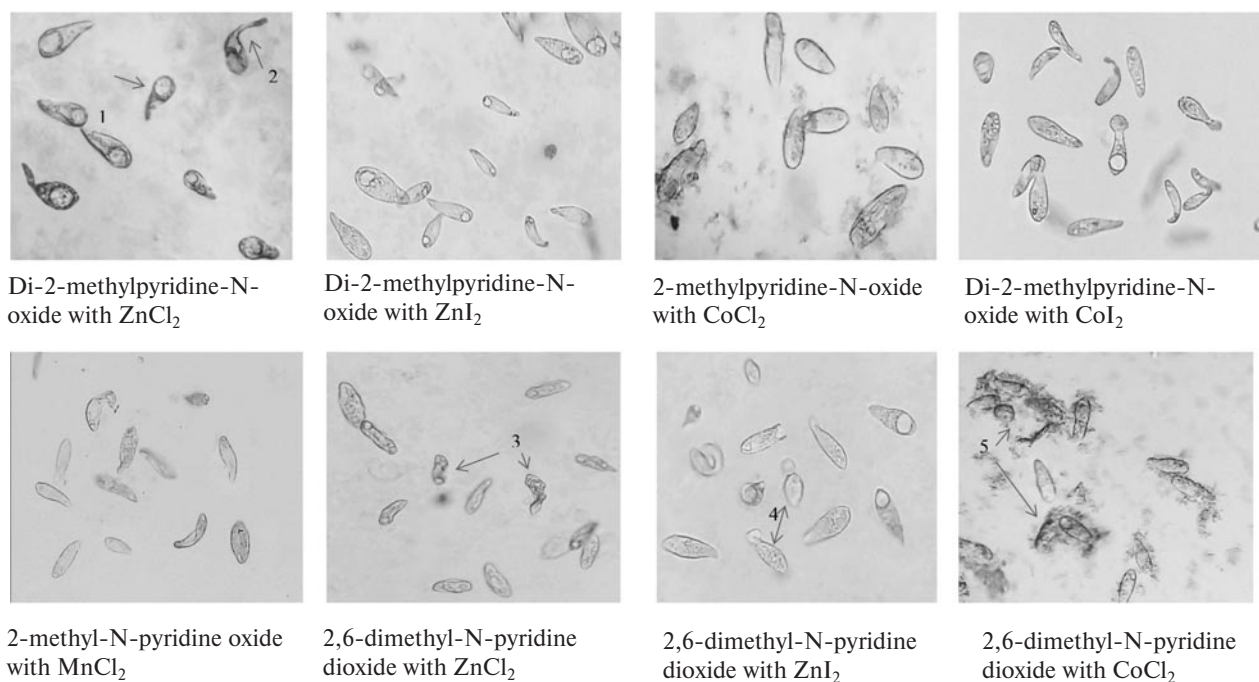 2
1
Di-2-methylpyridine-N-
oxide with ZnCl₂
Di-2-methylpyridine-N-
oxide with ZnI₂
2-methylpyridine-N-oxide
with CoCl₂
Di-2-methylpyridine-N-
oxide with CoI₂
3
4
5
2-methyl-N-pyridine oxide
with MnCl₂
2,6-dimethyl-N-pyridine
dioxide with ZnCl₂
2,6-dimethyl-N-pyridine
dioxide with ZnI₂
2,6-dimethyl-N-pyridine
dioxide with CoCl₂